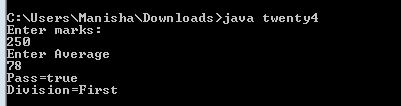 C:\Users\Manisha\Downloads>java twenty4
Enter marks:
250
Enter Average
78
Pass=true
Division=First